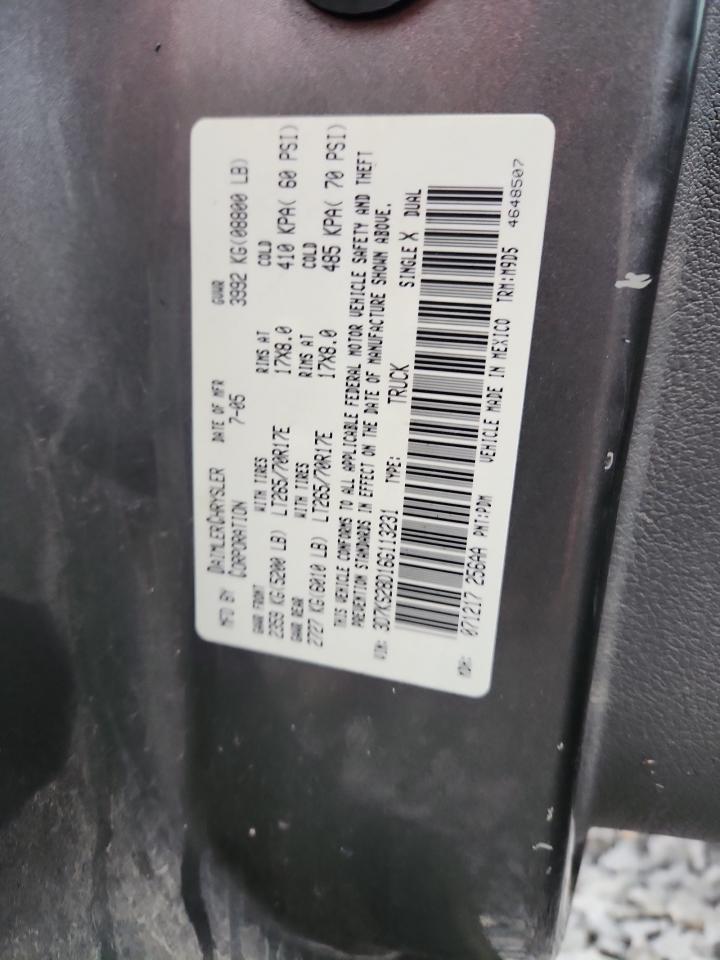 MFD BY DAIMLERCHRYSLER CORPORATION DATE OF MFR 7-05 GVWR 3992 KG(08800 LB)
GAWR FRONT WITH TIRES RIMS AT COLD
2359 KG(5200 LB) LT265/70R17E 17X8.0 410 KPA( 60 PSI)
GAWR REAR WITH TIRES RIMS AT COLD
2727 KG(6010 LB) LT265/70R17E 17X8.0 485 KPA( 70 PSI)
THIS VEHICLE CONFORMS TO ALL APPLICABLE FEDERAL MOTOR VEHICLE SAFETY AND THEFT
PREVENTION STANDARDS IN EFFECT ON THE DATE OF MANUFACTURE SHOWN ABOVE.
VIN: 3D7KS28D16G113231 TYPE: TRUCK SINGLE X DUAL
MDH: 071217 256AA PNT:PDM VEHICLE MADE IN MEXICO TRM:M9D5 4648507